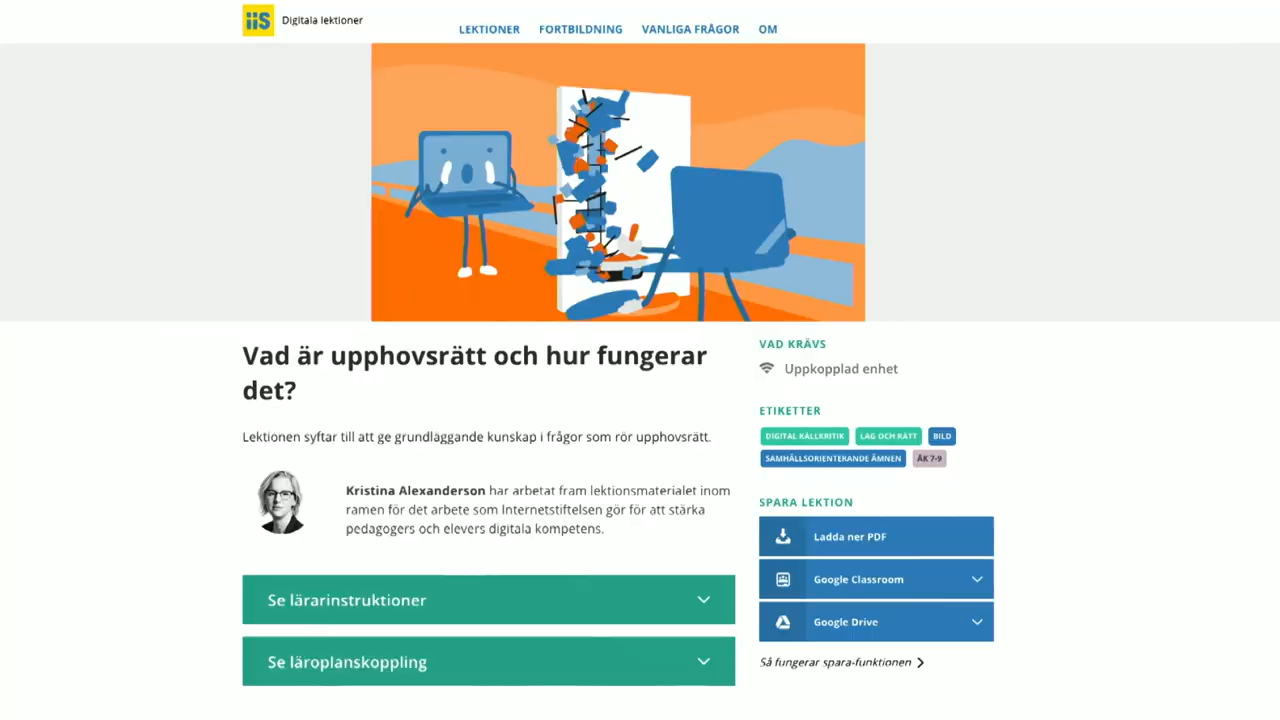 iis Digitala lektioner
LEKTIONER FORTBILDNING VANLIGA FRÅGOR OM
Vad är upphovsrätt och hur fungerar
det?
Lektionen syftar till att ge grundläggande kunskap i frågor som rör upphovsrätt.
Kristina Alexanderson har arbetat fram lektionsmaterialet inom
ramen för det arbete som Internetstiftelsen gör för att stärka
pedagogers och elevers digitala kompetens.
Se lärarinstruktioner
Se läroplanskoppling
VAD KRÄVS
Uppkopplad enhet
ETIKETTER
DIGITAL KÄLLKRITIK LAG OCH RÄTT BILD
SAMHÄLLSORIENTERANDE ÄMNEN ÅK 7-9
SPARA LEKTION
Ladda ner PDF
Google Classroom
Google Drive
Så fungerar spara-funktionen